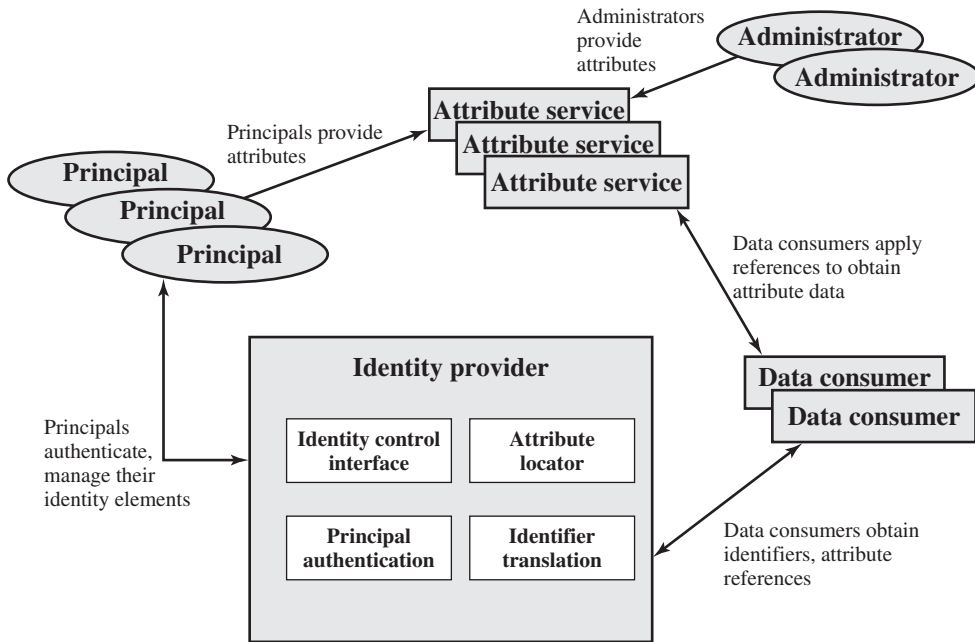 Administrators
provide
attributes
Administrator
Administrator
Attribute service
Attribute service
Attribute service
Principals provide
attributes
Principal
Principal
Principal
Data consumers apply
references to obtain
attribute data
Identity provider
Data consumer
Data consumer
Principals
authenticate,
manage their
identity elements
Identity control
interface
Attribute
locator
Principal
authentication
Identifier
translation
Data consumers obtain
identifiers, attribute
references